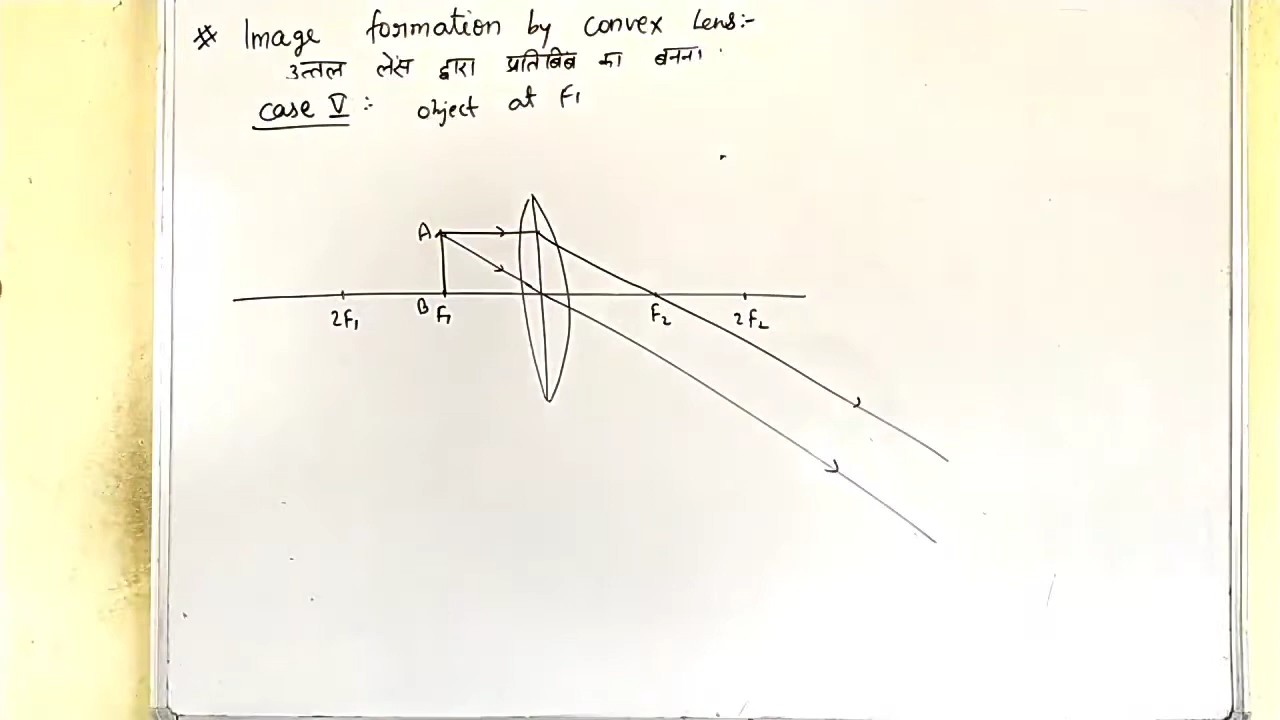 ※ Image formation by convex Lens:-
उत्तल लेंस द्वारा प्रतिबिंब का बनना
Case V :- object at F₁
A
B F₁
2F₁
F₂
2F₂